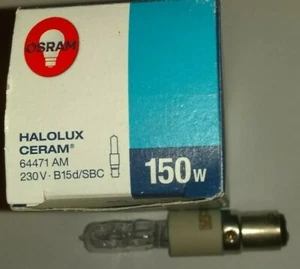 OSRAM
HALOLUX
CERAM®
64471 AM
230V·B15d/SBC
150W